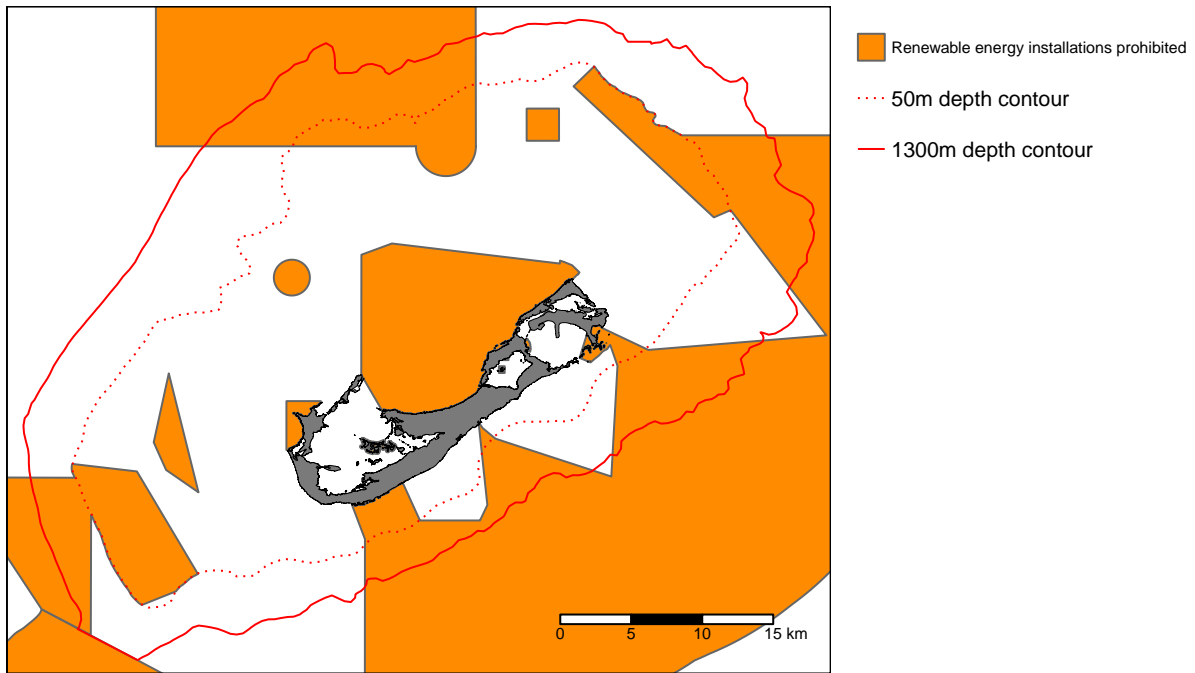 Renewable energy installations prohibited
50m depth contour
1300m depth contour
0 5 10 15 km